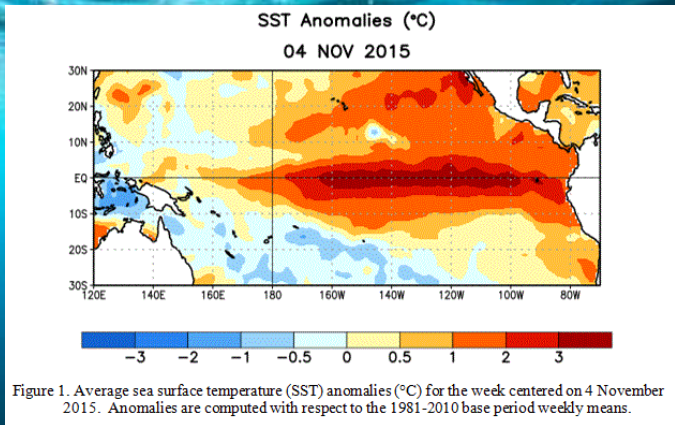 SST Anomalies (°C)
04 NOV 2015
30N
20N
10N
EQ
10S
20S
30S
120E 140E 160E 180 160W 140W 120W 100W 80W
-3 -2 -1 -0.5 0 0.5 1 2 3
Figure 1. Average sea surface temperature (SST) anomalies (°C) for the week centered on 4 November
2015. Anomalies are computed with respect to the 1981-2010 base period weekly means.